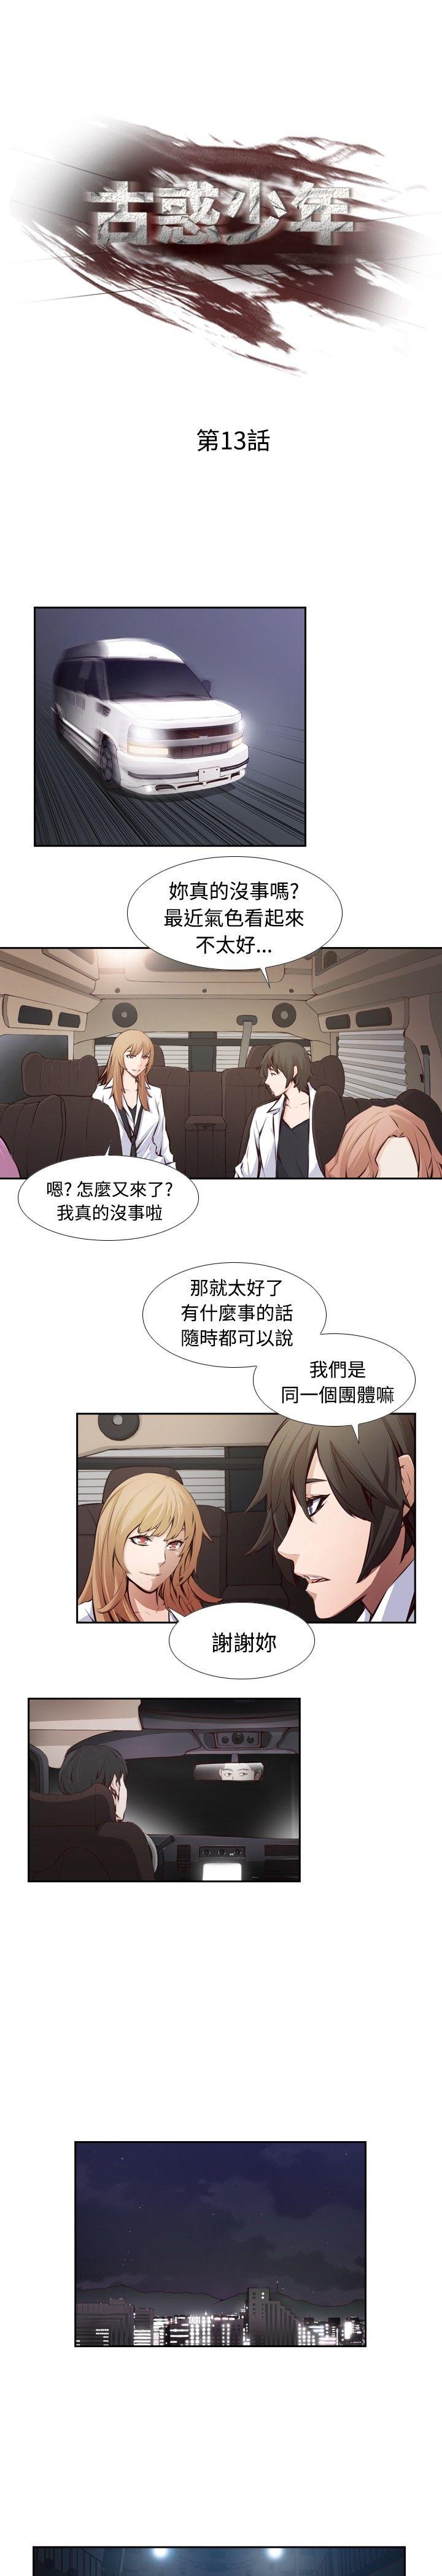 古惑少年
第13話
妳真的沒事嗎?
最近氣色看起來
不太好...
嗯? 怎麼又來了?
我真的沒事啦
那就太好了
有什麼事的話
隨時都可以說
我們是
同一個團體嘛
謝謝妳